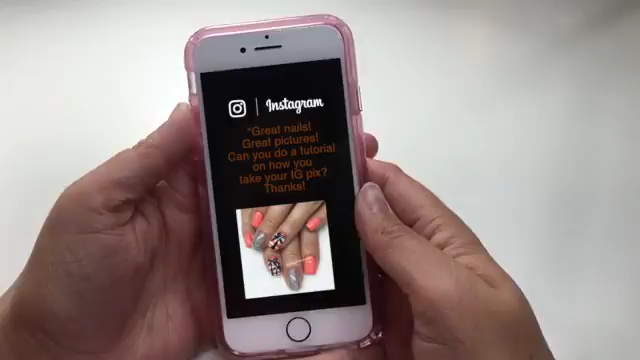 Instagram
"Great nails!
Great pictures!
Can you do a tutorial
on how you
take your IG pix?
Thanks!